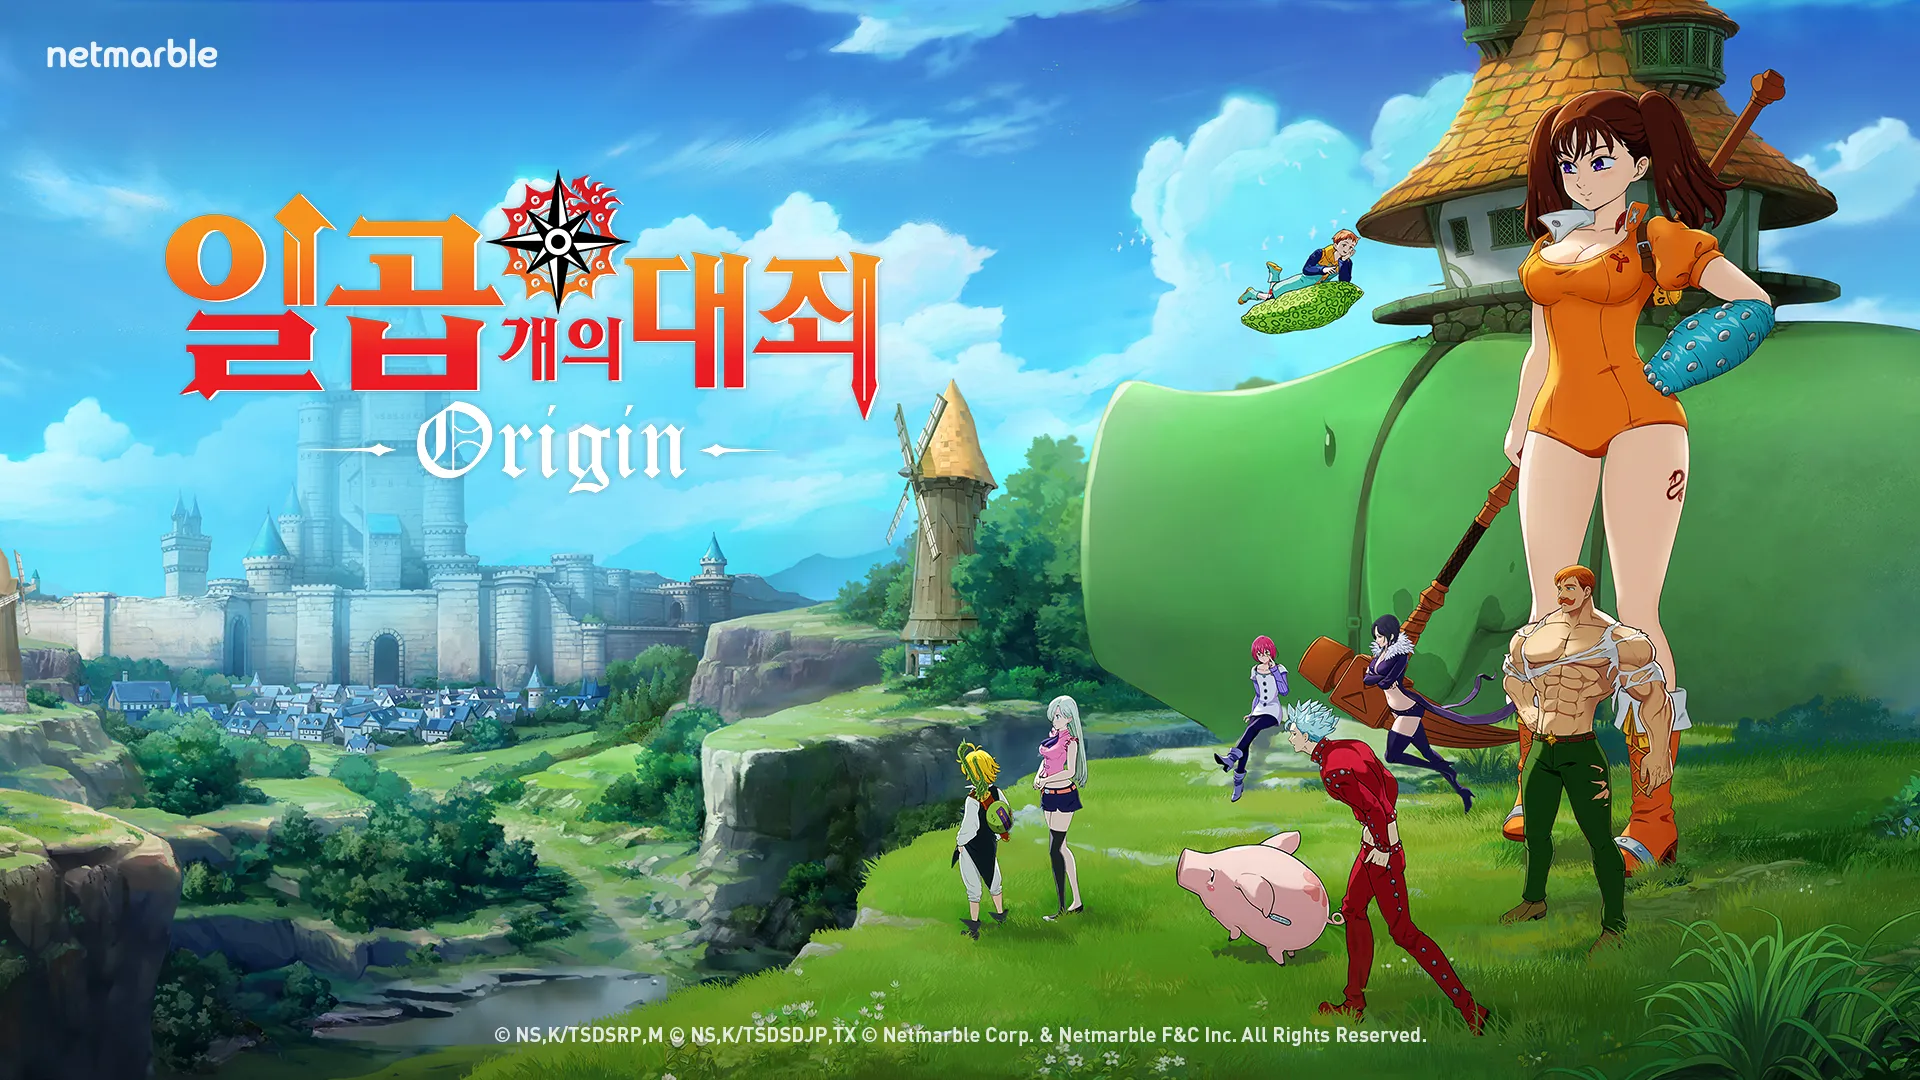 netmarble
일곱개의대죄
Origin
© NS,K/TSDSRP,M © NS,K/TSDSDJP,TX © Netmarble Corp. & Netmarble F&C Inc. All Rights Reserved.